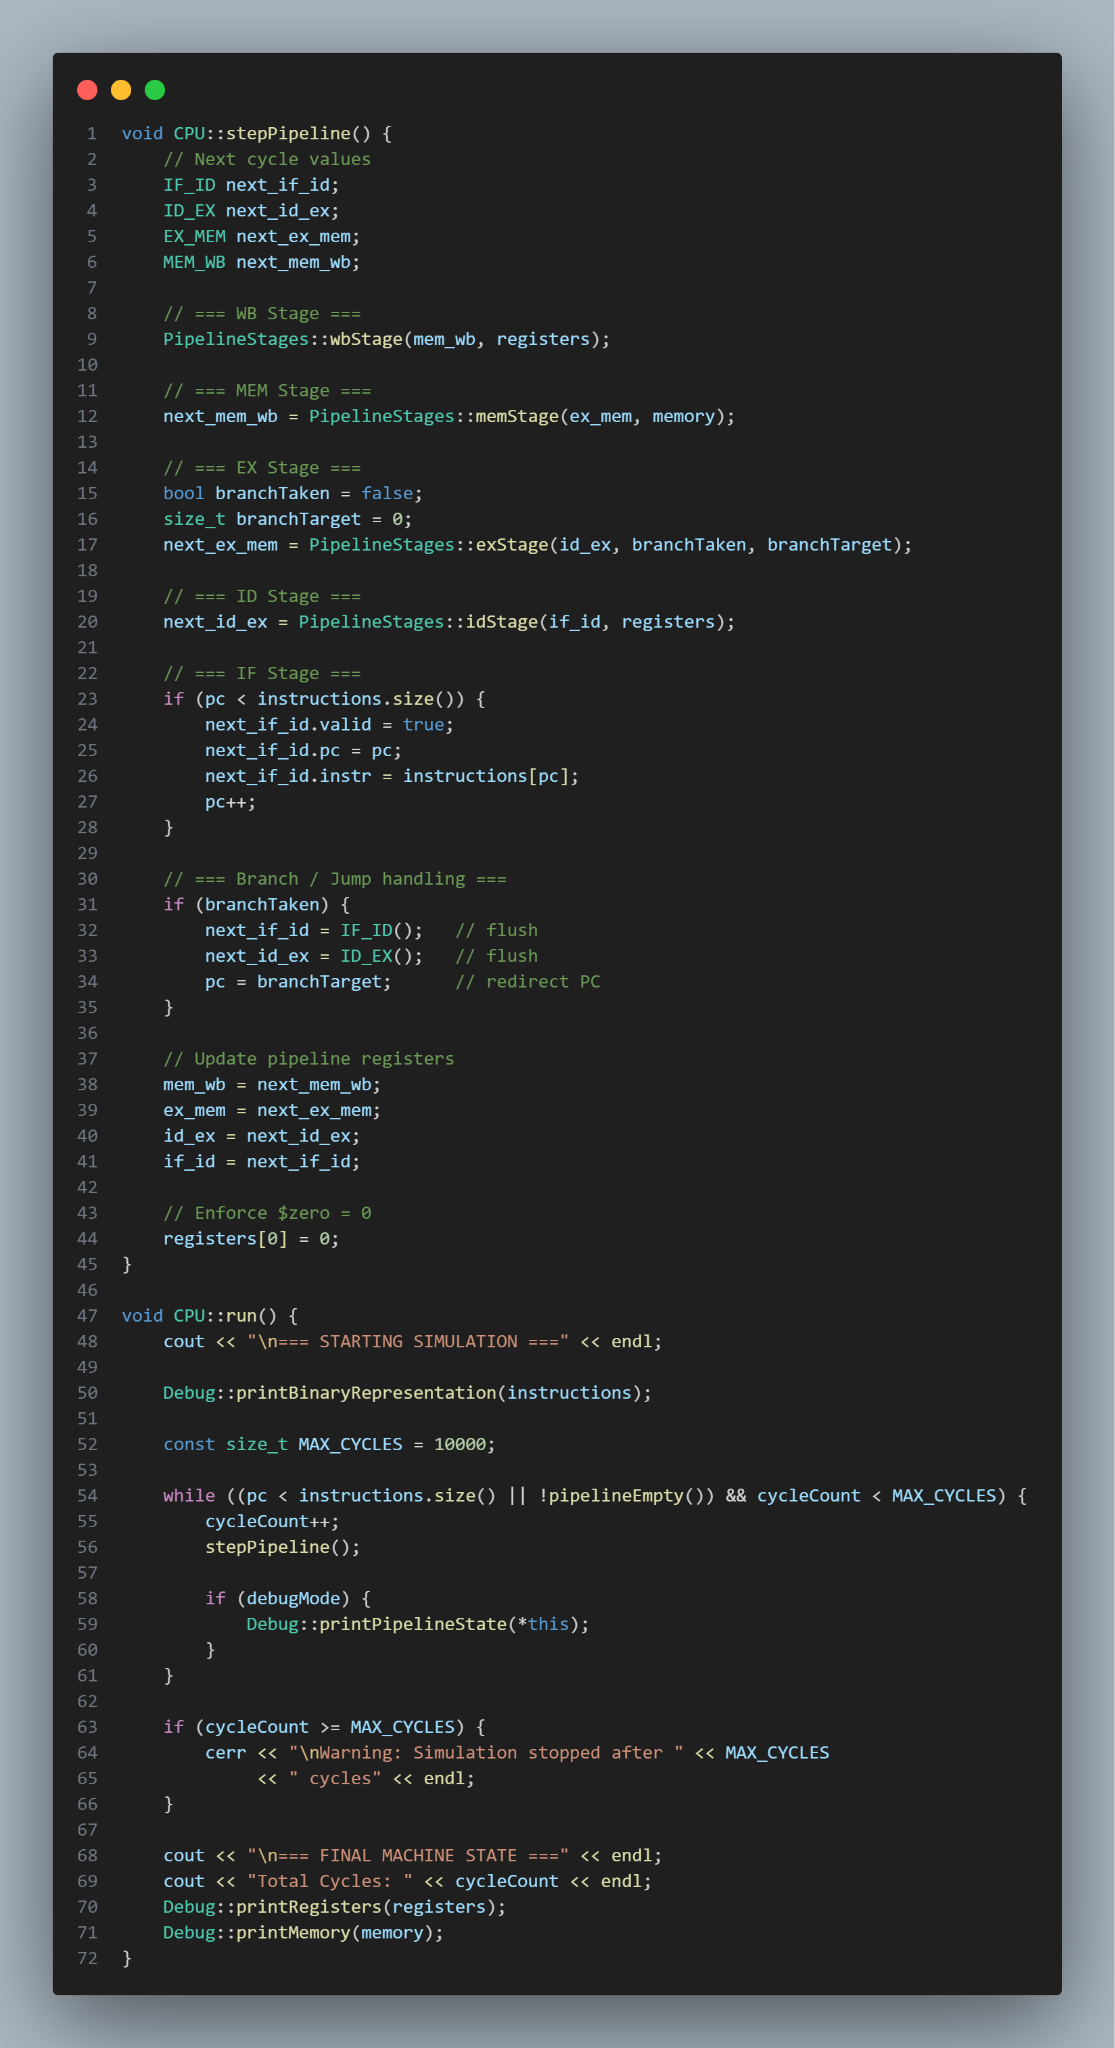 1 void CPU::stepPipeline() {
2     // Next cycle values
3     IF_ID next_if_id;
4     ID_EX next_id_ex;
5     EX_MEM next_ex_mem;
6     MEM_WB next_mem_wb;
7
8     // === WB Stage ===
9     PipelineStages::wbStage(mem_wb, registers);
10
11     // === MEM Stage ===
12     next_mem_wb = PipelineStages::memStage(ex_mem, memory);
13
14     // === EX Stage ===
15     bool branchTaken = false;
16     size_t branchTarget = 0;
17     next_ex_mem = PipelineStages::exStage(id_ex, branchTaken, branchTarget);
18
19     // === ID Stage ===
20     next_id_ex = PipelineStages::idStage(if_id, registers);
21
22     // === IF Stage ===
23     if (pc < instructions.size()) {
24         next_if_id.valid = true;
25         next_if_id.pc = pc;
26         next_if_id.instr = instructions[pc];
27         pc++;
28     }
29
30     // === Branch / Jump handling ===
31     if (branchTaken) {
32         next_if_id = IF_ID();   // flush
33         next_id_ex = ID_EX();   // flush
34         pc = branchTarget;      // redirect PC
35     }
36
37     // Update pipeline registers
38     mem_wb = next_mem_wb;
39     ex_mem = next_ex_mem;
40     id_ex = next_id_ex;
41     if_id = next_if_id;
42
43     // Enforce $zero = 0
44     registers[0] = 0;
45 }
46
47 void CPU::run() {
48     cout << "\n=== STARTING SIMULATION ===" << endl;
49
50     Debug::printBinaryRepresentation(instructions);
51
52     const size_t MAX_CYCLES = 10000;
53
54     while ((pc < instructions.size() || !pipelineEmpty()) && cycleCount < MAX_CYCLES) {
55         cycleCount++;
56         stepPipeline();
57
58         if (debugMode) {
59             Debug::printPipelineState(*this);
60         }
61     }
62
63     if (cycleCount >= MAX_CYCLES) {
64         cerr << "\nWarning: Simulation stopped after " << MAX_CYCLES
65              << " cycles" << endl;
66     }
67
68     cout << "\n=== FINAL MACHINE STATE ===" << endl;
69     cout << "Total Cycles: " << cycleCount << endl;
70     Debug::printRegisters(registers);
71     Debug::printMemory(memory);
72 }